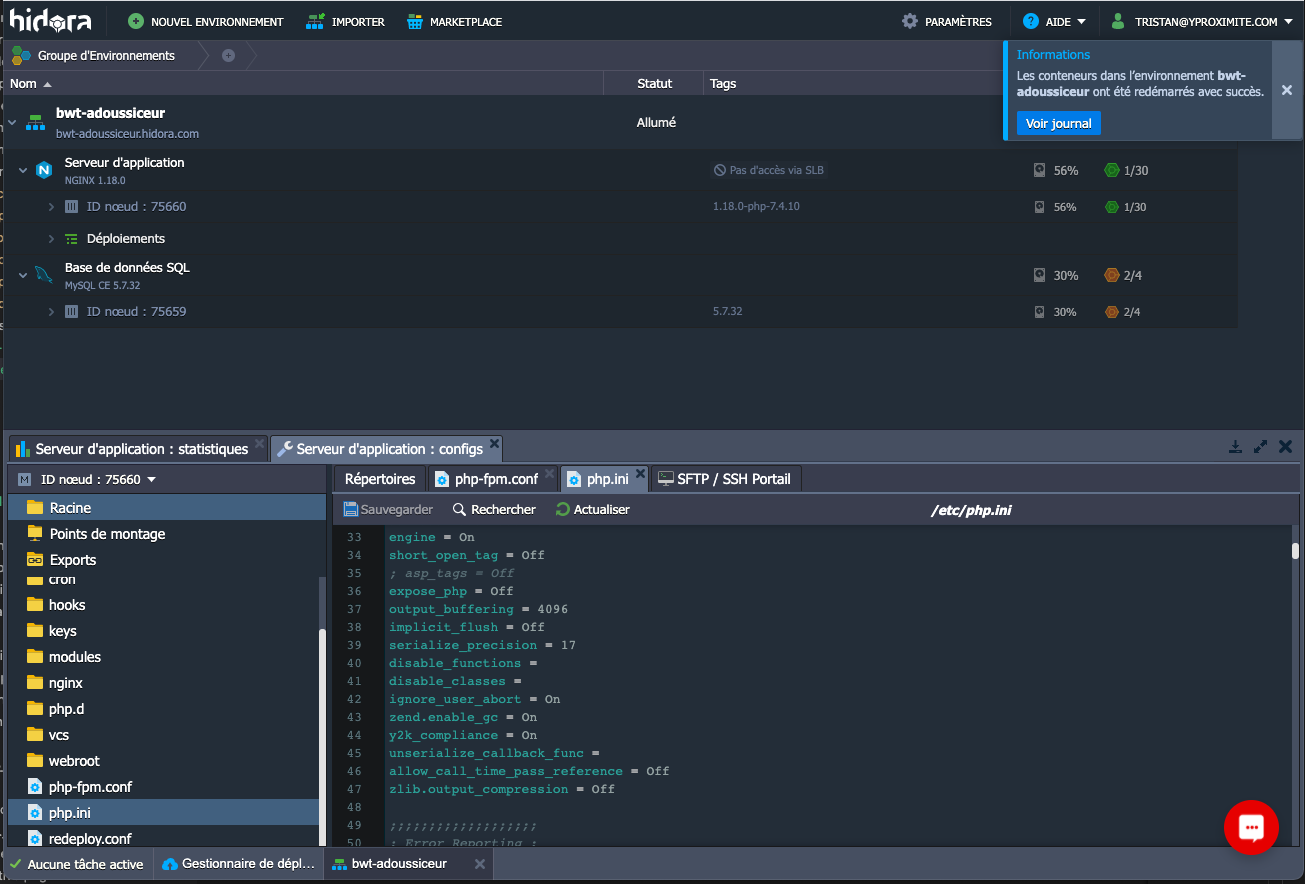 hidora
NOUVEL ENVIRONNEMENT
IMPORTER
MARKETPLACE
PARAMÈTRES
? AIDE
TRISTAN@YPROXIMITE.COM
Groupe d'Environnements
Informations
Les conteneurs dans l'environnement bwt-
adoussiceur ont été redémarrés avec succès.
Voir journal
Nom
Statut
Tags
bwt-adoussiceur
bwt-adoussiceur.hidora.com
Allumé
Serveur d'application
NGINX 1.18.0
Pas d'accès via SLB
56%
1/30
ID nœud : 75660
1.18.0-php-7.4.10
56%
1/30
Déploiements
Base de données SQL
MySQL CE 5.7.32
30%
2/4
ID nœud : 75659
5.7.32
30%
2/4
Serveur d'application : statistiques
Serveur d'application : configs
M ID nœud : 75660
Racine
Points de montage
Exports
cron
hooks
keys
modules
nginx
php.d
vcs
webroot
php-fpm.conf
php.ini
redeploy.conf
Répertoires
php-fpm.conf
php.ini
SFTP / SSH Portail
Sauvegarder
Rechercher
Actualiser
/etc/php.ini
33 engine = On
34 short_open_tag = Off
35 ; asp_tags = Off
36 expose_php = Off
37 output_buffering = 4096
38 implicit_flush = Off
39 serialize_precision = 17
40 disable_functions =
41 disable_classes =
42 ignore_user_abort = On
43 zend.enable_gc = On
44 y2k_compliance = On
45 unserialize_callback_func =
46 allow_call_time_pass_reference = Off
47 zlib.output_compression = Off
48
49 ;;;;;;;;;;;;;;;;;;;
50 ; Error Reporting ;
Aucune tâche active
Gestionnaire de dépl...
bwt-adoussiceur